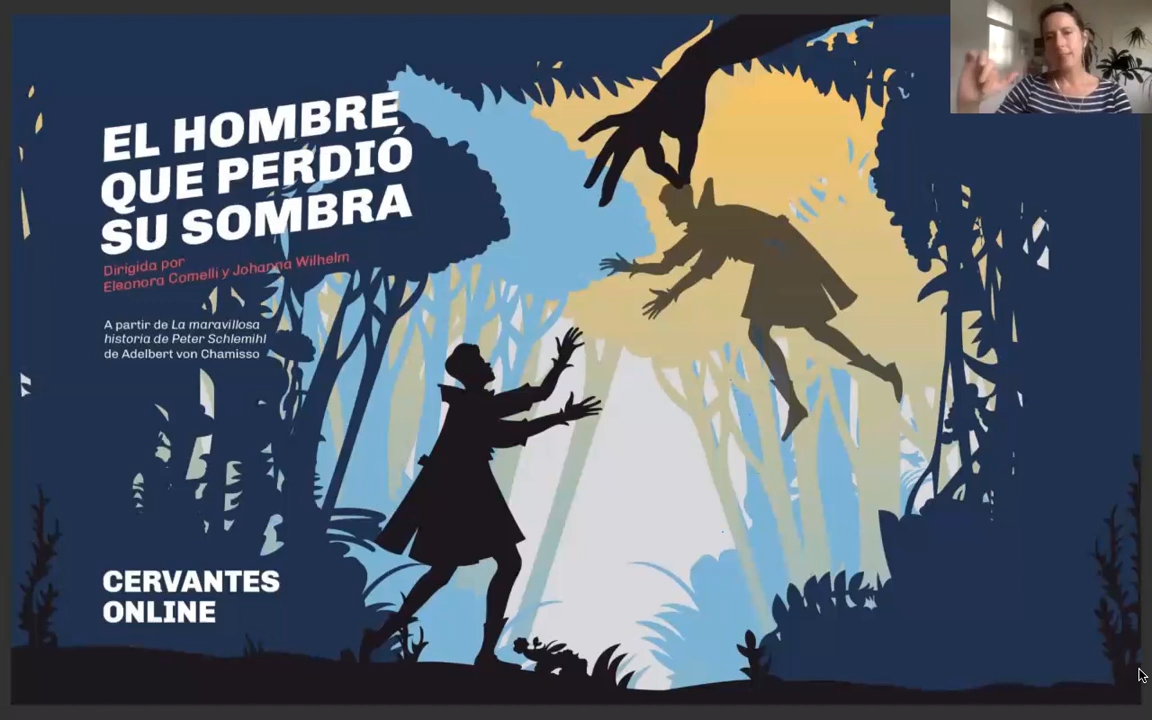 EL HOMBRE
QUE PERDIÓ
SU SOMBRA
Dirigida por
Eleonora Comelli y Johanna Wilhelm
A partir de La maravillosa
historia de Peter Schlemihl
de Adelbert von Chamisso
CERVANTES
ONLINE